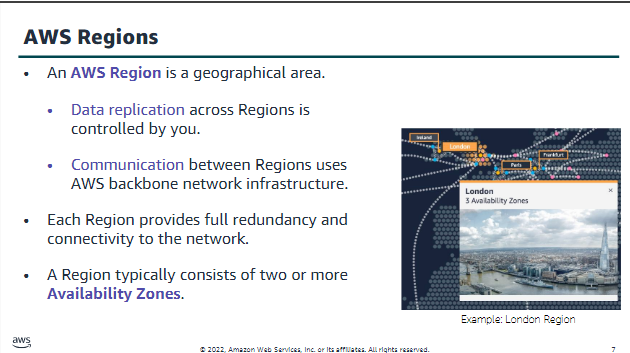 AWS Regions
• An AWS Region is a geographical area.
• Data replication across Regions is
controlled by you.
• Communication between Regions uses
AWS backbone network infrastructure.
• Each Region provides full redundancy and
connectivity to the network.
• A Region typically consists of two or more
Availability Zones.
Ireland
London
Paris
Frankfurt
London ×
3 Availability Zones
Example: London Region
aws
© 2022, Amazon Web Services, Inc. or its affiliates. All rights reserved.
7